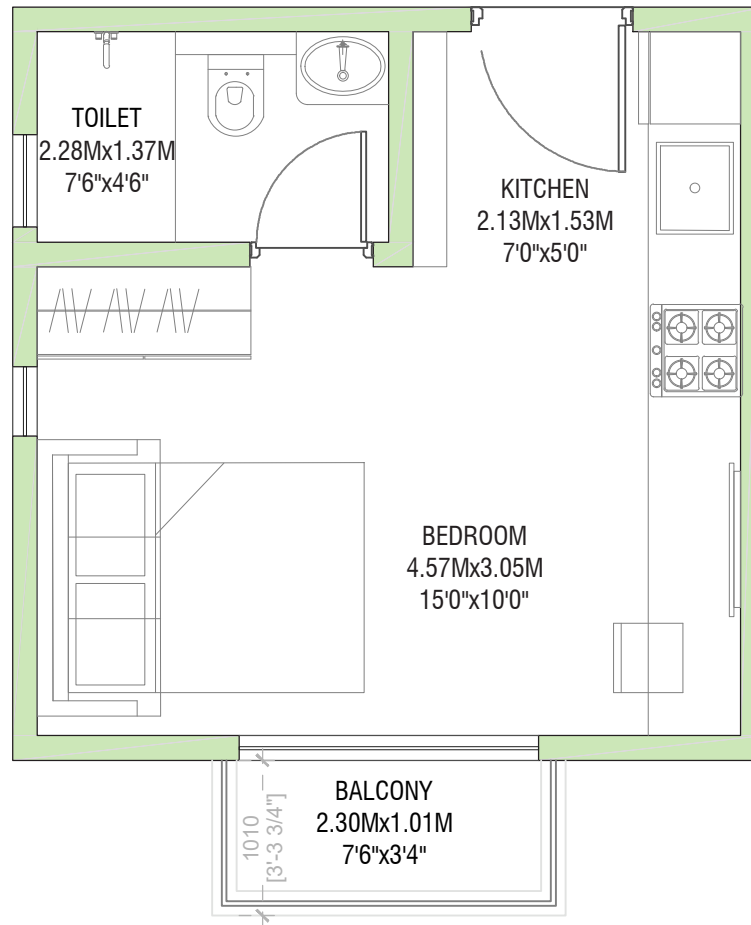 TOILET
2.28Mx1.37M
7'6"x4'6"
KITCHEN
2.13Mx1.53M
7'0"x5'0"
BEDROOM
4.57Mx3.05M
15'0"x10'0"
BALCONY
2.30Mx1.01M
7'6"x3'4"
1010
[3'-3 3/4"]